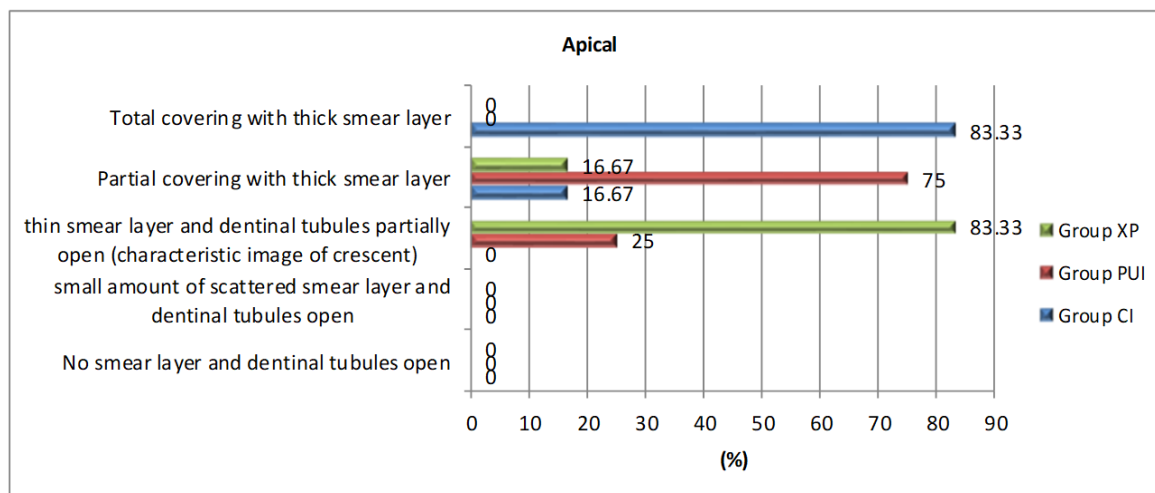 Apical
Total covering with thick smear layer
0
0
83.33
Partial covering with thick smear layer
16.67
75
16.67
thin smear layer and dentinal tubules partially
open (characteristic image of crescent)
83.33
25
0
small amount of scattered smear layer and
dentinal tubules open
0
0
0
No smear layer and dentinal tubules open
0
0
0
Group XP
Group PUI
Group CI
0 10 20 30 40 50 60 70 80 90
(%)